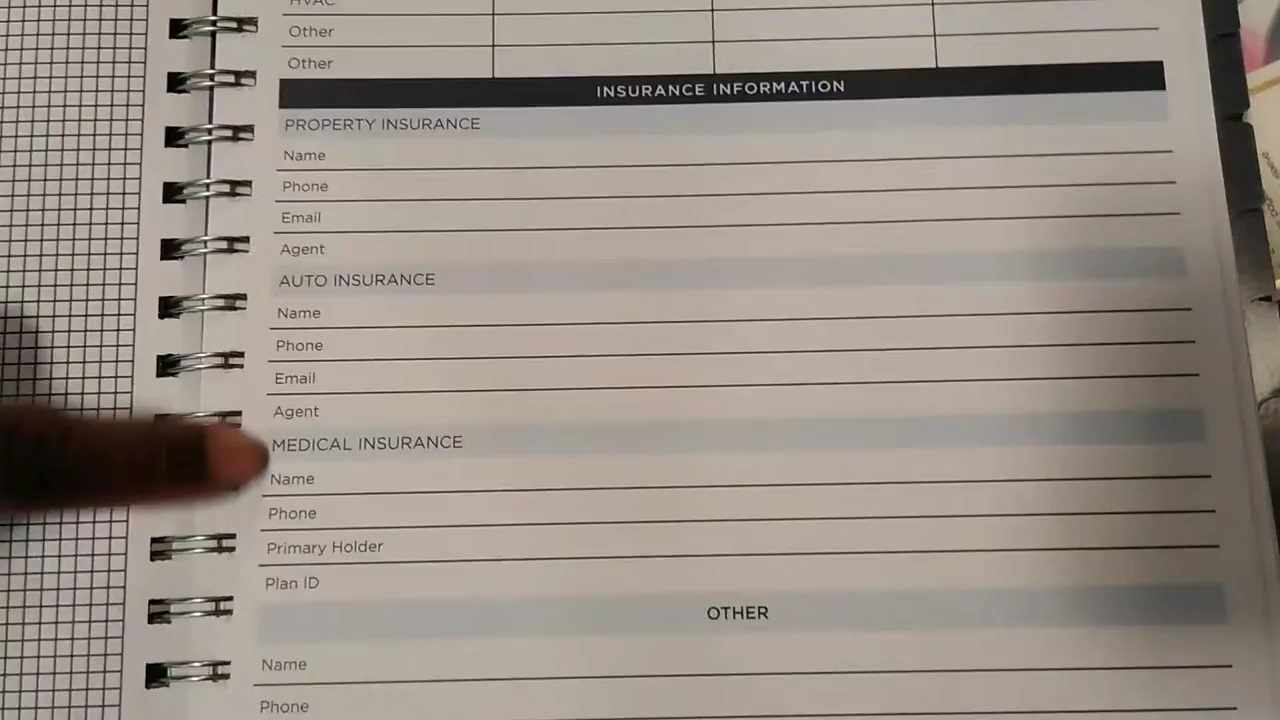 HVAC
Other
Other
INSURANCE INFORMATION
PROPERTY INSURANCE
Name
Phone
Email
Agent
AUTO INSURANCE
Name
Phone
Email
Agent
MEDICAL INSURANCE
Name
Phone
Primary Holder
Plan ID
OTHER
Name
Phone